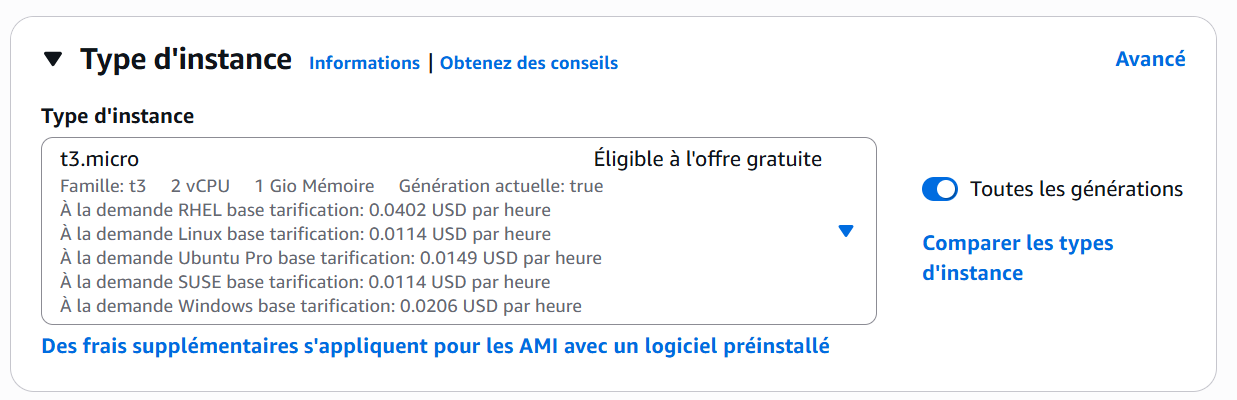 Type d'instance Informations | Obtenez des conseils Avancé
Type d'instance
t3.micro Éligible à l'offre gratuite
Famille: t3 2 vCPU 1 Gio Mémoire Génération actuelle: true
À la demande RHEL base tarification: 0.0402 USD par heure
À la demande Linux base tarification: 0.0114 USD par heure
À la demande Ubuntu Pro base tarification: 0.0149 USD par heure
À la demande SUSE base tarification: 0.0114 USD par heure
À la demande Windows base tarification: 0.0206 USD par heure
Toutes les générations
Comparer les types
d'instance
Des frais supplémentaires s'appliquent pour les AMI avec un logiciel préinstallé